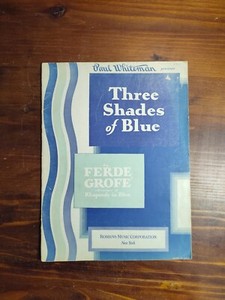 Paul Whiteman
Three
Shades
of Blue
FERDE
GROFE
Rhapsody in Blue
ROBBINS MUSIC CORPORATION
New York